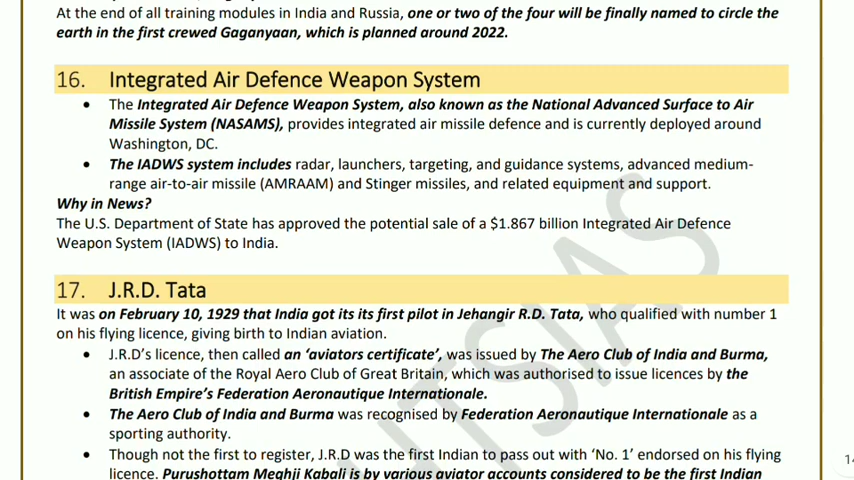 At the end of all training modules in India and Russia, one or two of the four will be finally named to circle the
earth in the first crewed Gaganyaan, which is planned around 2022.
16. Integrated Air Defence Weapon System
• The Integrated Air Defence Weapon System, also known as the National Advanced Surface to Air
Missile System (NASAMS), provides integrated air missile defence and is currently deployed around
Washington, DC.
• The IADWS system includes radar, launchers, targeting, and guidance systems, advanced medium-
range air-to-air missile (AMRAAM) and Stinger missiles, and related equipment and support.
Why in News?
The U.S. Department of State has approved the potential sale of a $1.867 billion Integrated Air Defence
Weapon System (IADWS) to India.
17. J.R.D. Tata
It was on February 10, 1929 that India got its its first pilot in Jehangir R.D. Tata, who qualified with number 1
on his flying licence, giving birth to Indian aviation.
• J.R.D's licence, then called an 'aviators certificate', was issued by The Aero Club of India and Burma,
an associate of the Royal Aero Club of Great Britain, which was authorised to issue licences by the
British Empire's Federation Aeronautique Internationale.
• The Aero Club of India and Burma was recognised by Federation Aeronautique Internationale as a
sporting authority.
• Though not the first to register, J.R.D was the first Indian to pass out with 'No. 1' endorsed on his flying
licence. Purushottam Meghji Kabali is by various aviator accounts considered to be the first Indian